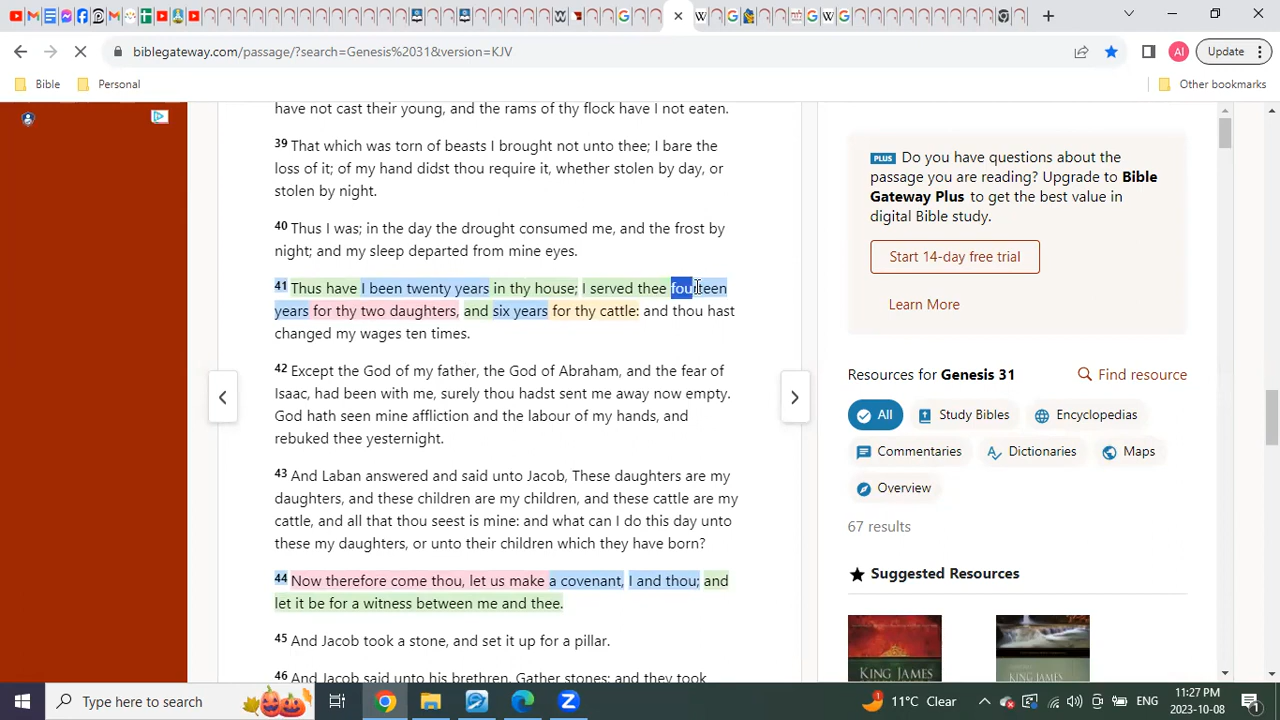 Update
biblegateway.com/passage/?search=Genesis%2031&version=KJV
AI
Bible
Personal
Other bookmarks
have not cast their young, and the rams of thy flock have I not eaten.
39 That which was torn of beasts I brought not unto thee; I bare the
loss of it; of my hand didst thou require it, whether stolen by day, or
stolen by night.
40 Thus I was; in the day the drought consumed me, and the frost by
night; and my sleep departed from mine eyes.
41 Thus have I been twenty years in thy house; I served thee fourteen
years for thy two daughters, and six years for thy cattle: and thou hast
changed my wages ten times.
42 Except the God of my father, the God of Abraham, and the fear of
Isaac, had been with me, surely thou hadst sent me away now empty.
God hath seen mine affliction and the labour of my hands, and
rebuked thee yesternight.
43 And Laban answered and said unto Jacob, These daughters are my
daughters, and these children are my children, and these cattle are my
cattle, and all that thou seest is mine: and what can I do this day unto
these my daughters, or unto their children which they have born?
44 Now therefore come thou, let us make a covenant, I and thou; and
let it be for a witness between me and thee.
45 And Jacob took a stone, and set it up for a pillar.
46 And Jacob said unto his brethren, Gather stones; and they took
PLUS Do you have questions about the
passage you are reading? Upgrade to Bible
Gateway Plus to get the best value in
digital Bible study.
Start 14-day free trial
Learn More
Resources for Genesis 31
Find resource
All
Study Bibles
Encyclopedias
Commentaries
Dictionaries
Maps
Overview
67 results
Suggested Resources
KING JAMES
Type here to search
1
11°C Clear
ENG
11:27 PM
2023-10-08
1